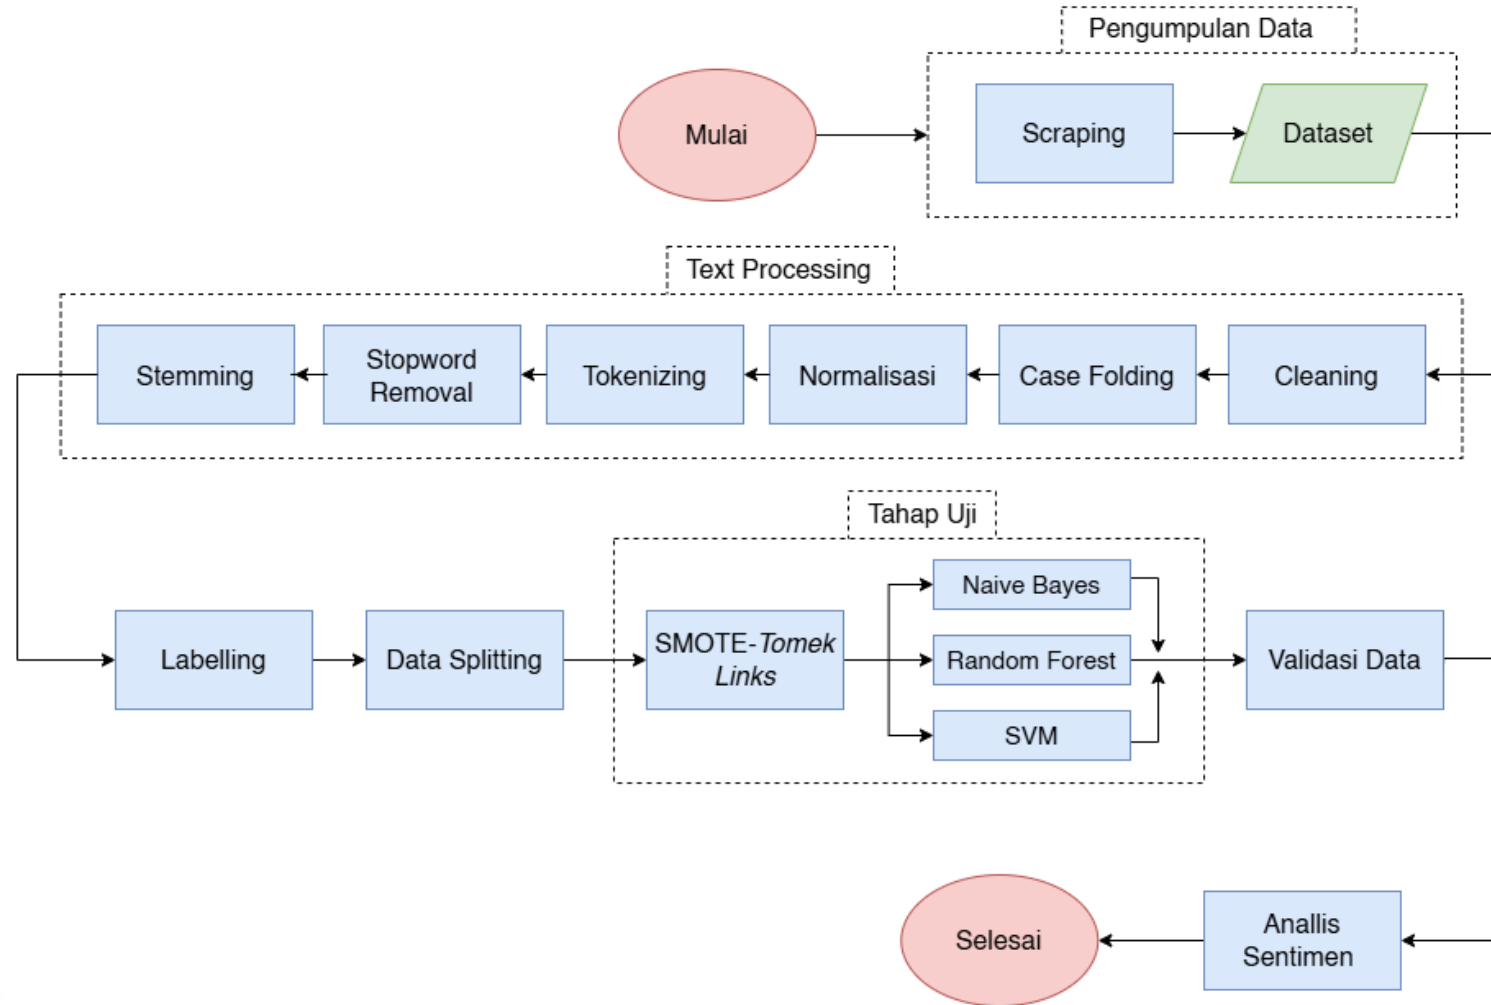 Pengumpulan Data
Mulai
Scraping
Dataset
Text Processing
Stemming
Stopword
Removal
Tokenizing
Normalisasi
Case Folding
Cleaning
Tahap Uji
Labelling
Data Splitting
SMOTE-Tomek
Links
Naive Bayes
Random Forest
SVM
Validasi Data
Selesai
Anallis
Sentimen